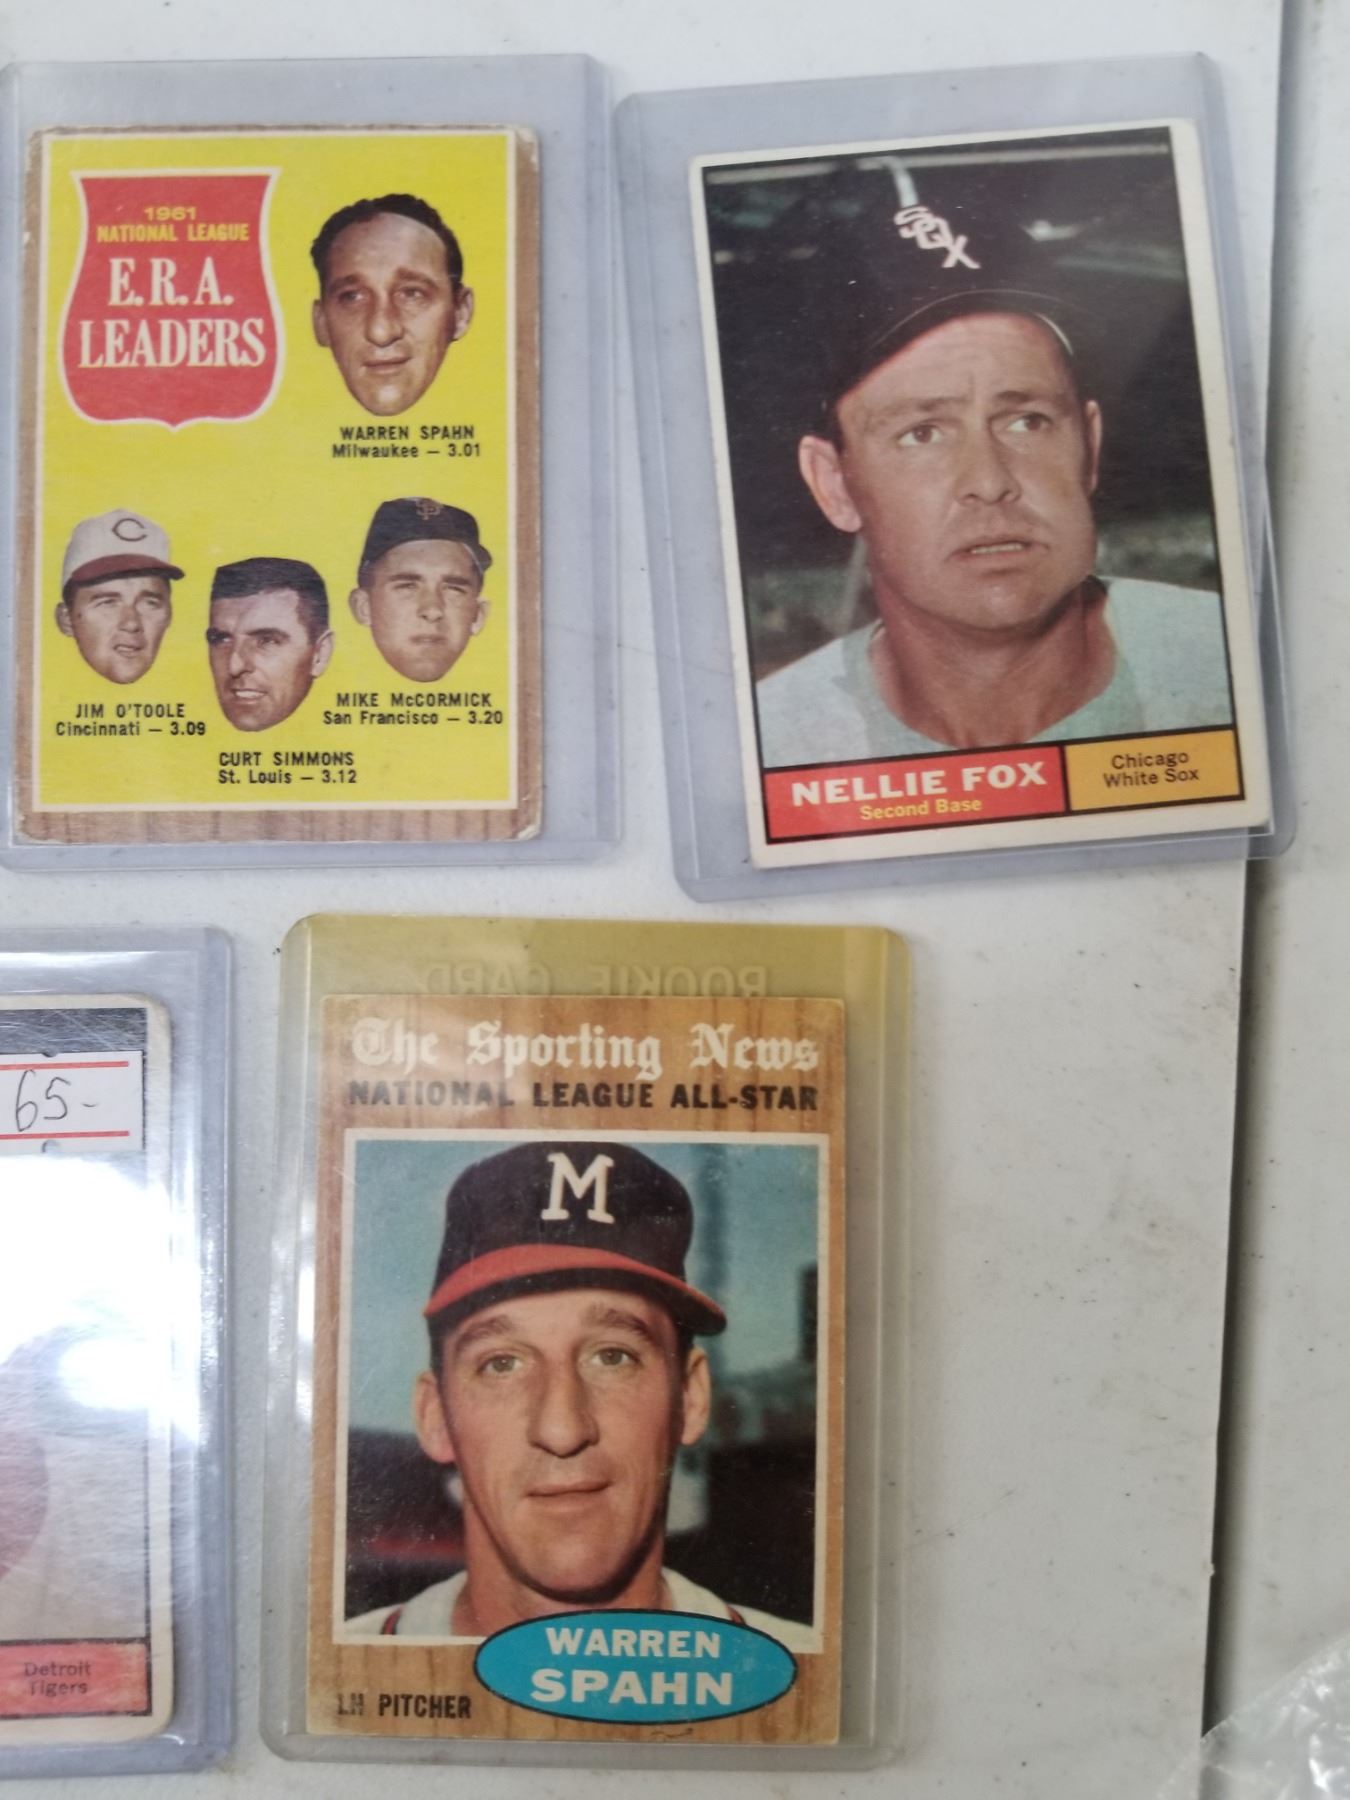 1961
NATIONAL LEAGUE
E.R.A.
LEADERS
WARREN SPAHN
Milwaukee — 3.01
JIM O'TOOLE
Cincinnati — 3.09
CURT SIMMONS
St. Louis — 3.12
MIKE McCORMICK
San Francisco — 3.20
C
SF
SOX
NELLIE FOX
Second Base
Chicago
White Sox
65-
Detroit
Tigers
ROOKIE CARD
The Sporting News
NATIONAL LEAGUE ALL-STAR
M
WARREN
SPAHN
LH PITCHER